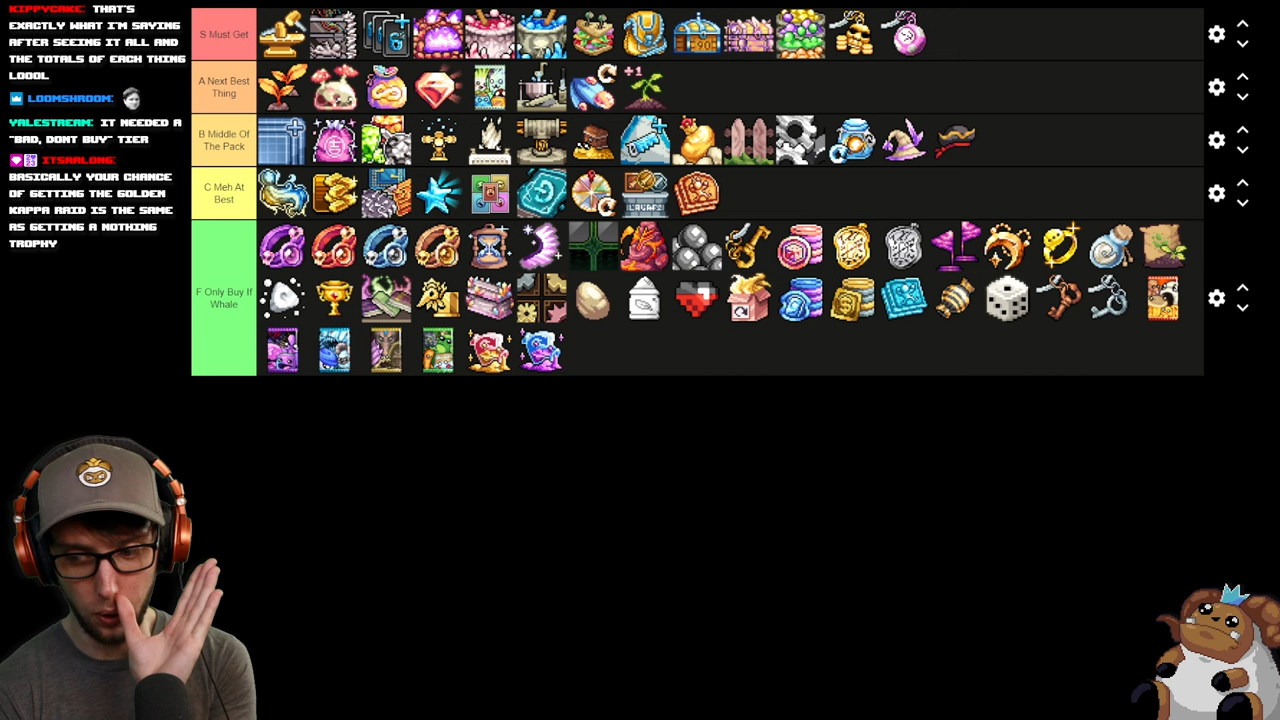 KIPPYCAKE: THAT'S
EXACTLY WHAT I'M SAYING
AFTER SEEING IT ALL AND
THE TOTALS OF EACH THING
LOOOL
LOOMSHROOM:
YALESTREAM: IT NEEDED A
"BAD, DONT BUY" TIER
ITSARLONG:
BASICALLY YOUR CHANCE
OF GETTING THE GOLDEN
KAPPA RAID IS THE SAME
AS GETTING A NOTHING
TROPHY
S Must Get
A Next Best
Thing
+1
B Middle Of
The Pack
C Meh At
Best
F Only Buy If
Whale